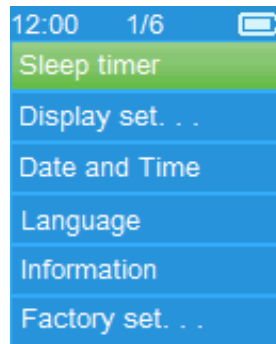 12:00 1/6
Sleep timer
Display set. . .
Date and Time
Language
Information
Factory set. . .